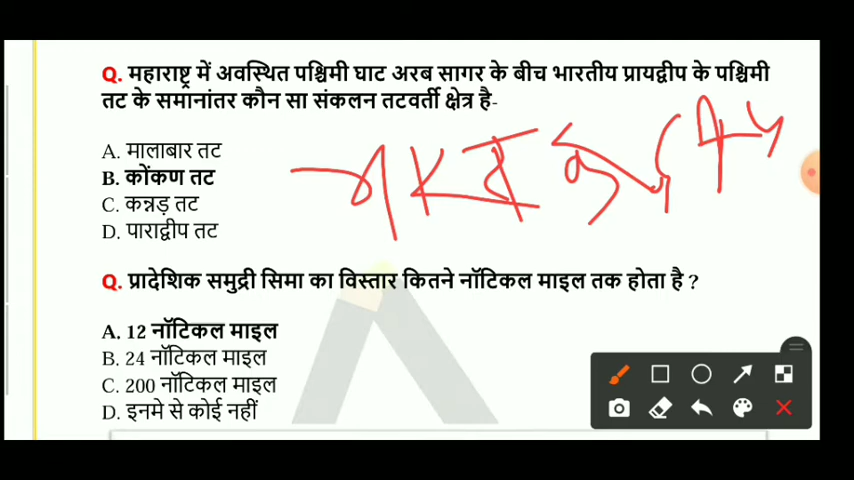 Q. महाराष्ट्र में अवस्थित पश्चिमी घाट अरब सागर के बीच भारतीय प्रायद्वीप के पश्चिमी
तट के समानांतर कौन सा संकलन तटवर्ती क्षेत्र है-
A. मालाबार तट
B. कोंकण तट
C. कन्नड़ तट
D. पाराद्वीप तट
Q. प्रादेशिक समुद्री सिमा का विस्तार कितने नॉटिकल माइल तक होता है ?
A. 12 नॉटिकल माइल
B. 24 नॉटिकल माइल
C. 200 नॉटिकल माइल
D. इनमे से कोई नहीं